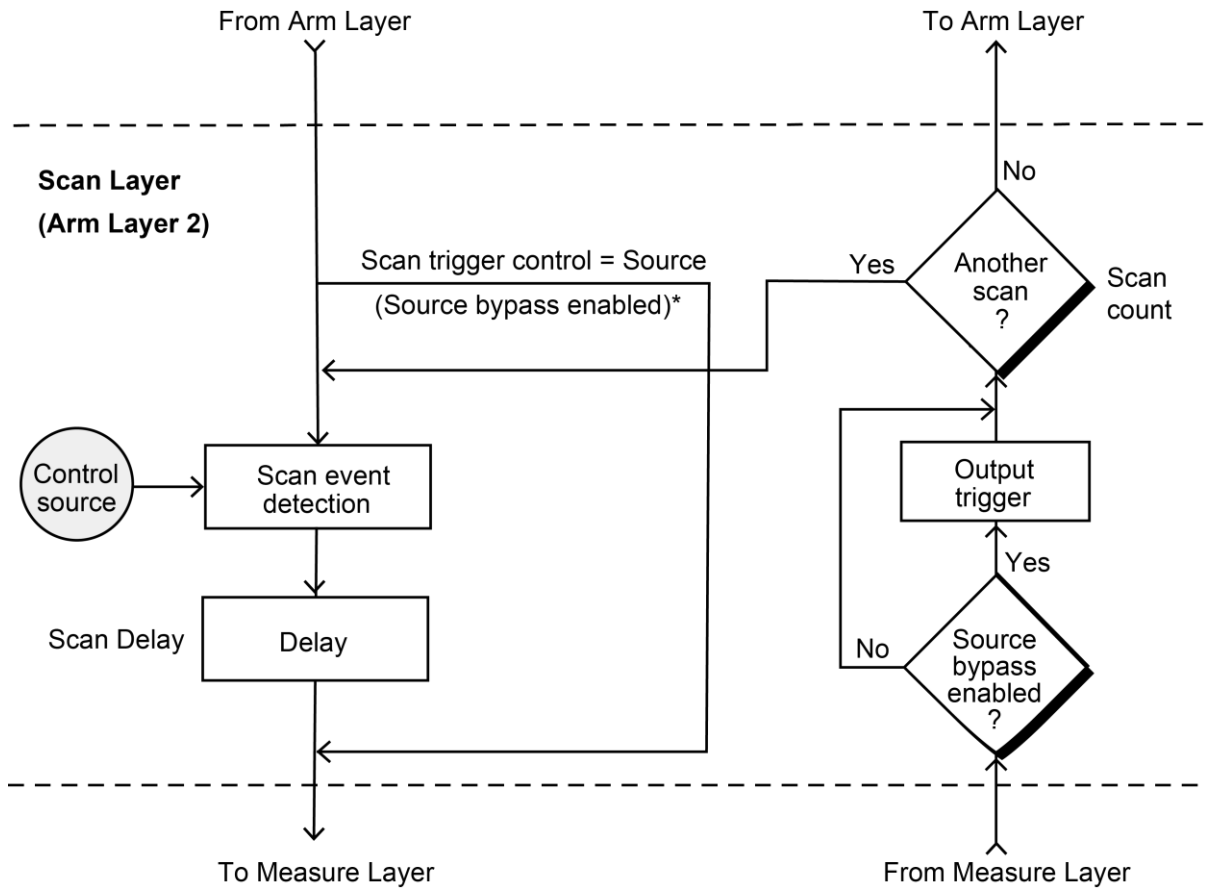 From Arm Layer
To Arm Layer
Scan Layer
(Arm Layer 2)
No
Scan trigger control = Source
(Source bypass enabled)*
Yes
Another
scan
?
Scan
count
Control
source
Scan event
detection
Output
trigger
Yes
Scan Delay
Delay
No
Source
bypass
enabled
?
To Measure Layer
From Measure Layer